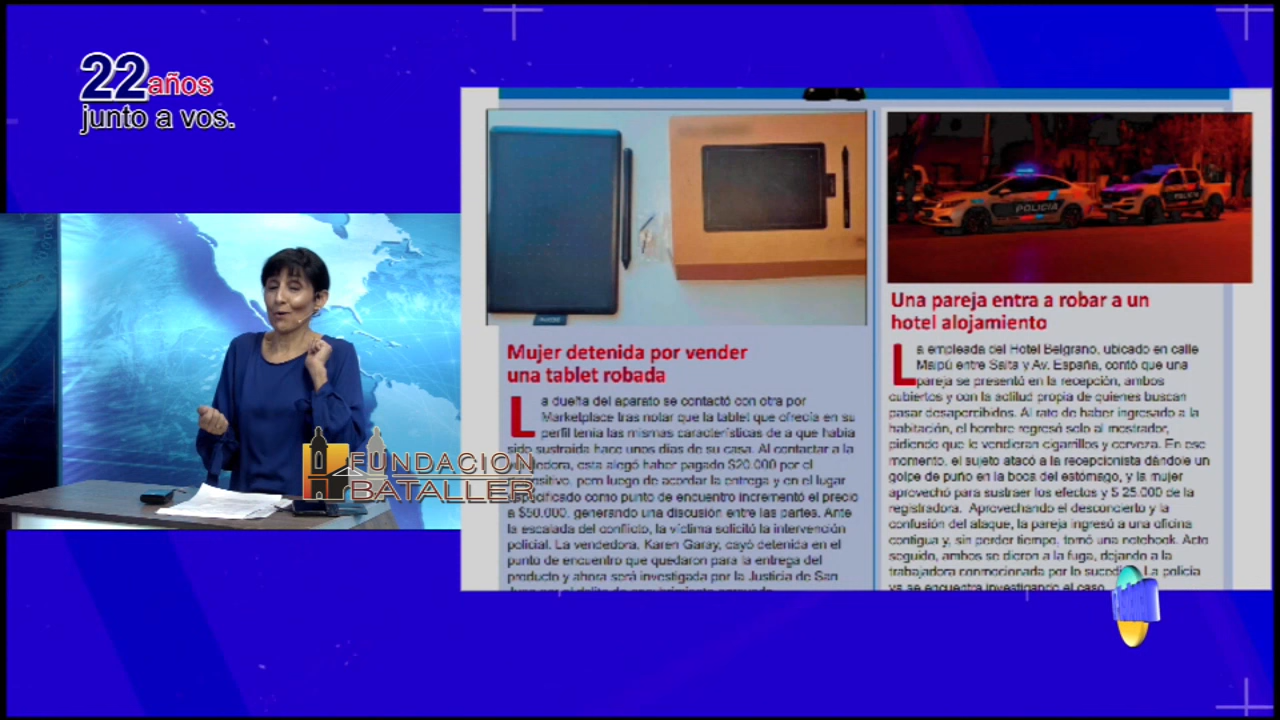 22 años
junto a vos.
FUNDACION
BATALLER
Mujer detenida por vender
una tablet robada
La dueña del aparato se contactó con otra por
Marketplace tras notar que la tablet que ofrecía en su
perfil tenía las mismas características de a que había
sido sustraída hace unos días de su casa. Al contactar a la
edora, esta alegó haber pagado $20.000 por el
positivo, pero luego de acordar la entrega y en el lugar
especificado como punto de encuentro incrementó el precio
a $50.000, generando una discusión entre las partes. Ante
la escalada del conflicto, la víctima solicitó la intervención
policial. La vendedora, Karen Garay, cayó detenida en el
punto de encuentro que quedaron para la entrega del
producto y ahora será investigada por la Justicia de San
POLICIA
Una pareja entra a robar a un
hotel alojamiento
La empleada del Hotel Belgrano, ubicado en calle
Maipú entre Salta y Av. España, contó que una
pareja se presentó en la recepción, ambos
cubiertos y con la actitud propia de quienes buscan
pasar desapercibidos. Al rato de haber ingresado a la
habitación, el hombre regresó solo al mostrador,
pidiendo que le vendieran cigarrillos y cerveza. En ese
momento, el sujeto atacó a la recepcionista dándole un
golpe de puño en la boca del estómago, y la mujer
aprovechó para sustraer los efectos y $ 25.000 de la
registradora. Aprovechando el desconcierto y la
confusión del ataque, la pareja ingresó a una oficina
contigua y, sin perder tiempo, tomó una notebook. Acto
seguido, ambos se dieron a la fuga, dejando a la
trabajadora conmocionada por lo sucedido. La policía
ya se encuentra investigando el caso.